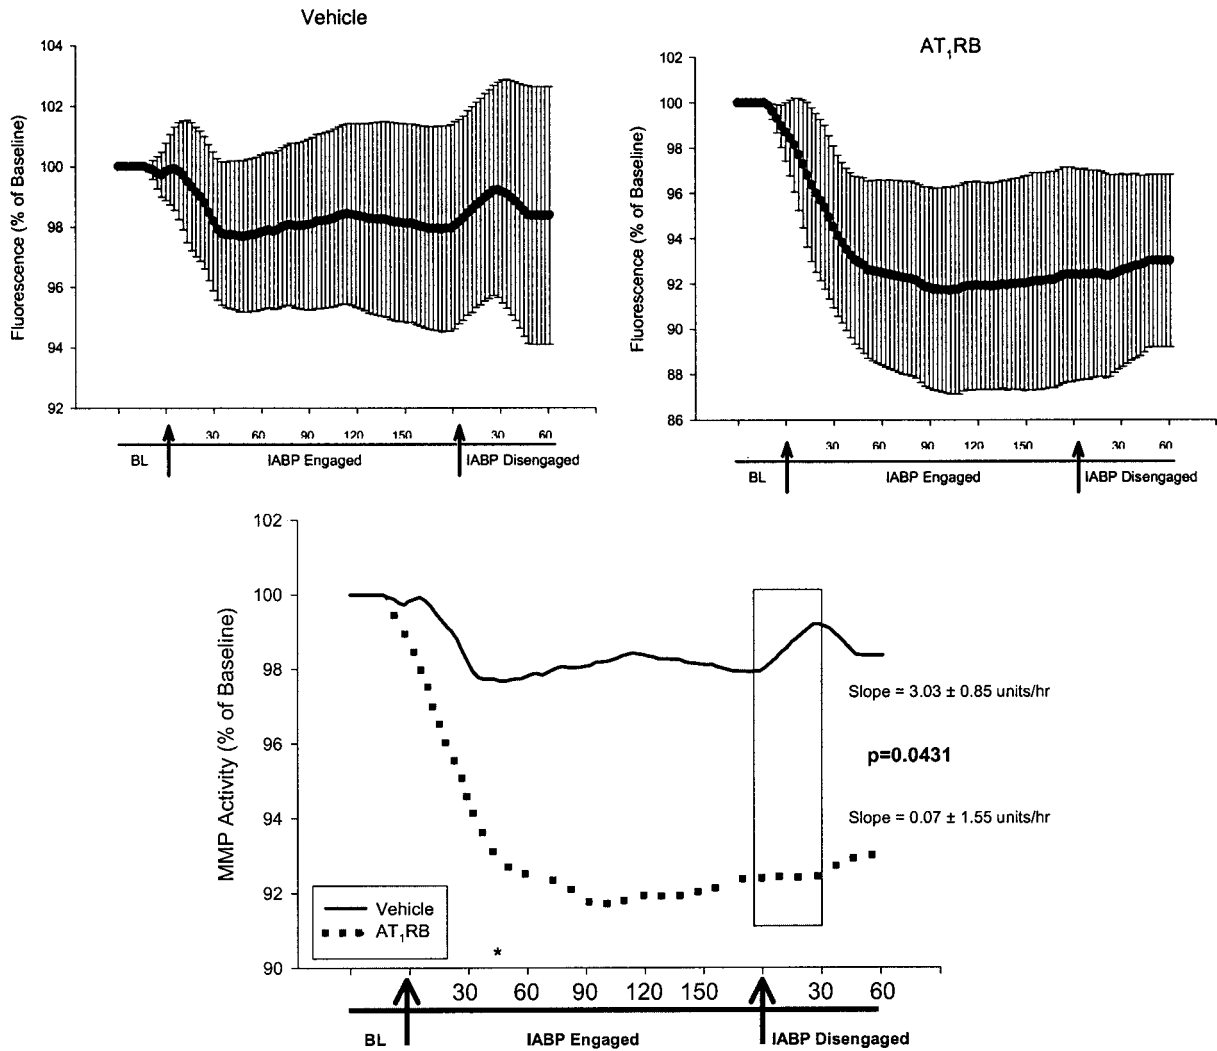 Vehicle
104
102
100
98
96
94
92
Fluorescence (% of Baseline)
30 60 90 120 150 30 60
BL IABP Engaged IABP Disengaged
AT₁RB
102
100
98
96
94
92
90
88
86
Fluorescence (% of Baseline)
30 60 90 120 150 30 60
BL IABP Engaged IABP Disengaged
102
100
98
96
94
92
90
MMP Activity (% of Baseline)
Slope = 3.03 ± 0.85 units/hr
p=0.0431
Slope = 0.07 ± 1.55 units/hr
Vehicle
AT₁RB
*
30 60 90 120 150 30 60
BL IABP Engaged IABP Disengaged